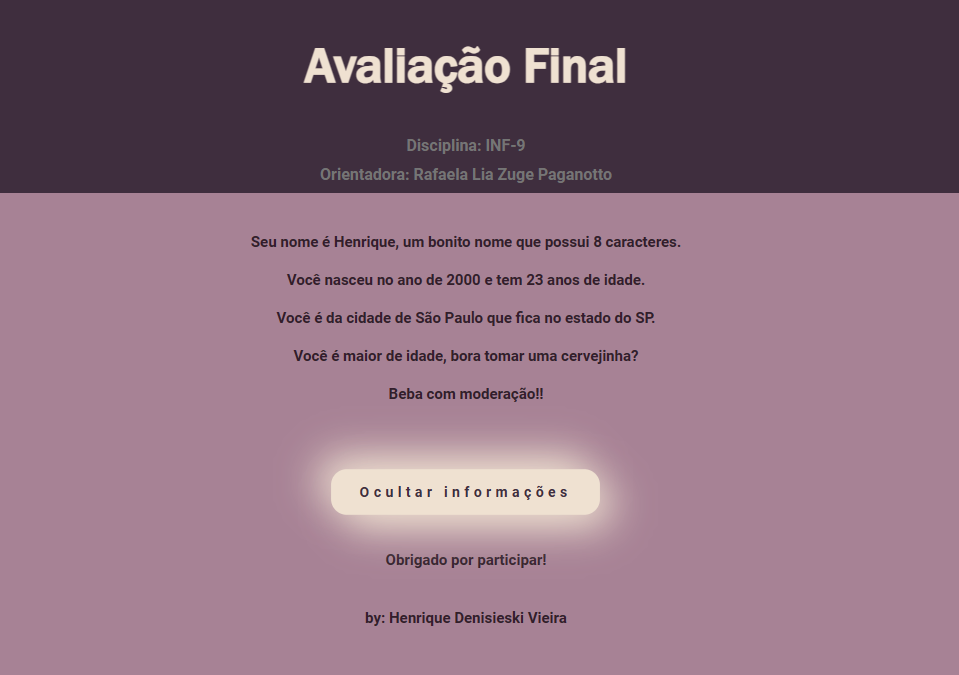 Avaliação Final
Disciplina: INF-9
Orientadora: Rafaela Lia Zuge Paganotto
Seu nome é Henrique, um bonito nome que possui 8 caracteres.
Você nasceu no ano de 2000 e tem 23 anos de idade.
Você é da cidade de São Paulo que fica no estado do SP.
Você é maior de idade, bora tomar uma cervejinha?
Beba com moderação!!
Ocultar informações
Obrigado por participar!
by: Henrique Denisieski Vieira